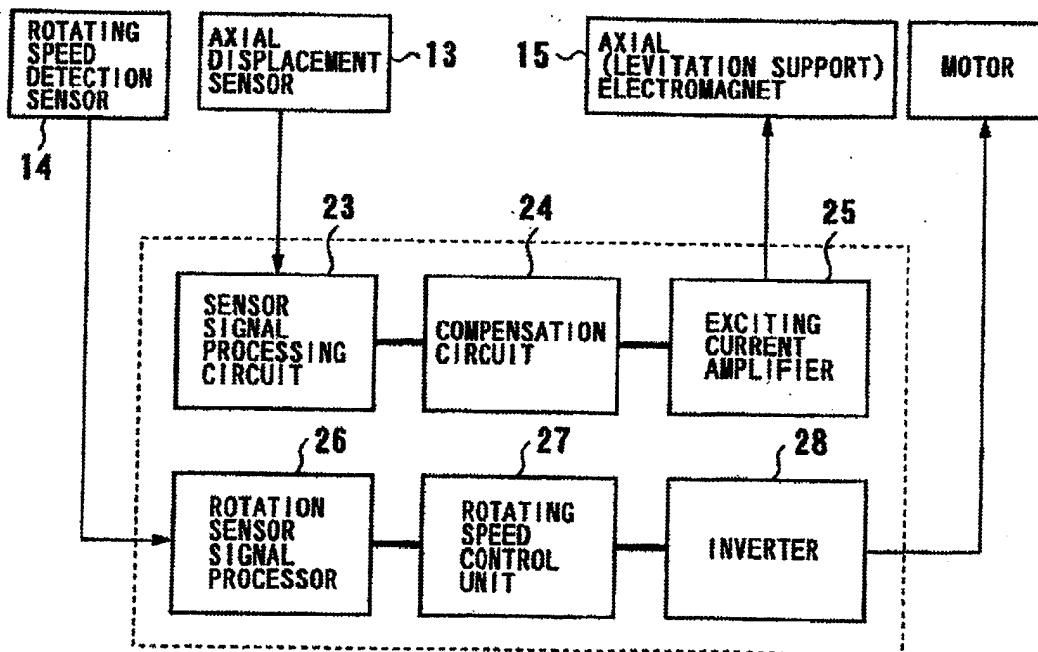 ROTATING
SPEED
DETECTION
SENSOR
14
AXIAL
DISPLACEMENT
SENSOR
13
15
AXIAL
(LEVITATION SUPPORT)
ELECTROMAGNET
MOTOR
23
SENSOR
SIGNAL
PROCESSING
CIRCUIT
24
COMPENSATION
CIRCUIT
25
EXCITING
CURRENT
AMPLIFIER
26
ROTATION
SENSOR
SIGNAL
PROCESSOR
27
ROTATING
SPEED
CONTROL
UNIT
28
INVERTER